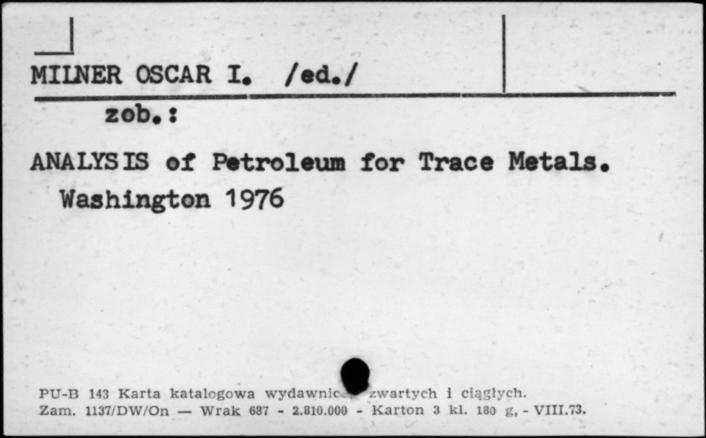 MILNER OSCAR I. /ed./
zob.:
ANALYSIS of Petroleum for Trace Metals.
Washington 1976
PU-B 143 Karta katalogowa wydawnic zwartych i ciągłych.
Zam. 1137/DW/On — Wrak 687 - 2.810.000 - Karton 3 kl. 180 g, - VIII.73.